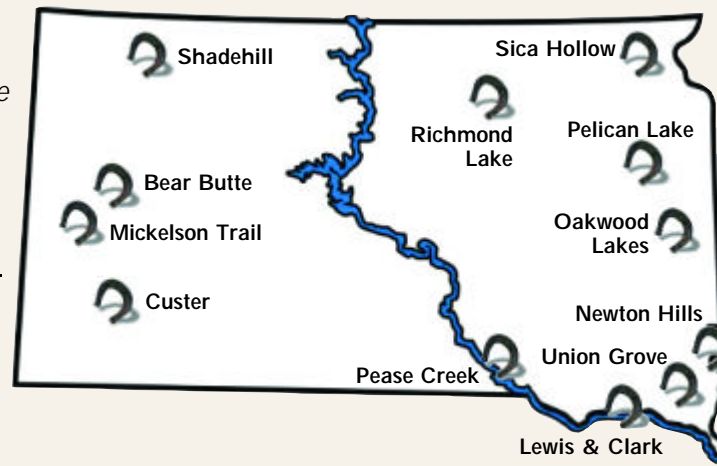 Shadehill
Sica Hollow
e
Richmond
Lake
Pelican Lake
Bear Butte
Mickelson Trail
Oakwood
Lakes
.
Custer
Newton Hills
Union Grove
Pease Creek
Lewis & Clark